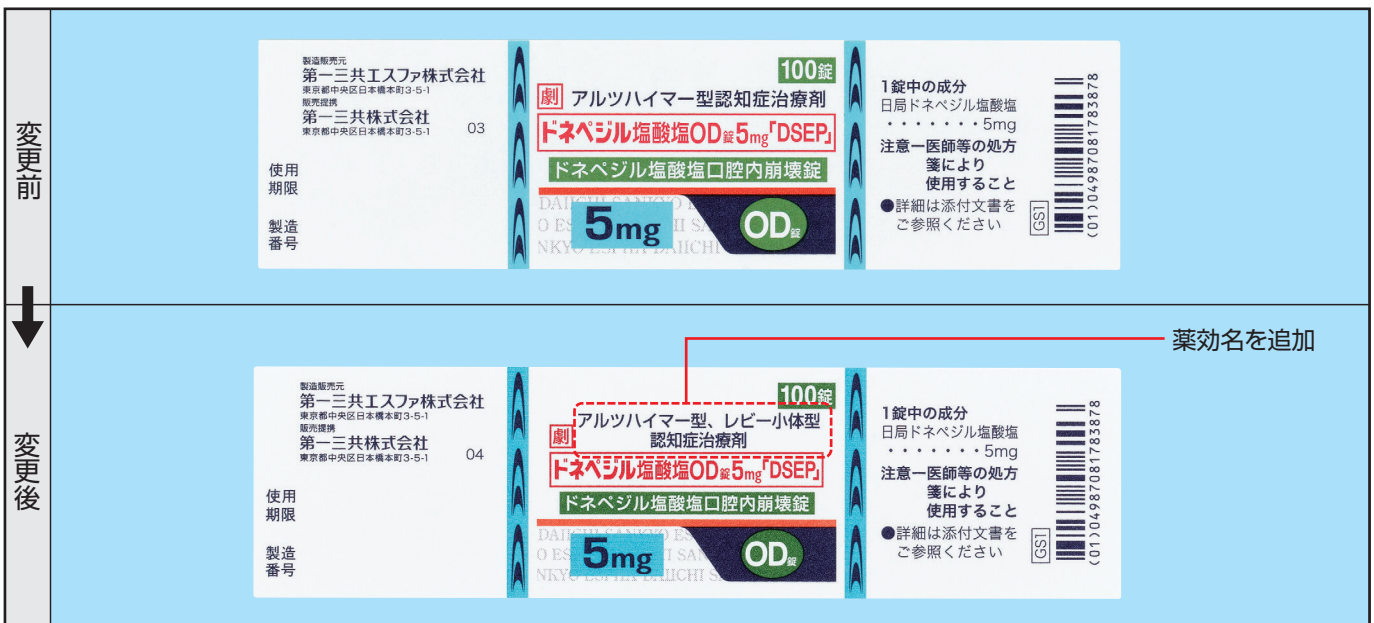 変更前
製造販売元
第一三共エスファ株式会社
東京都中央区日本橋本町3-5-1
販売提携
第一三共株式会社
東京都中央区日本橋本町3-5-1
03
使用
期限
製造
番号
100錠
劇 アルツハイマー型認知症治療剤
ドネペジル塩酸塩OD錠5mg「DSEP」
ドネペジル塩酸塩口腔内崩壊錠
5mg
OD錠
1錠中の成分
日局ドネペジル塩酸塩
・・・・・・・5mg
注意ー医師等の処方
箋により
使用すること
●詳細は添付文書を
ご参照ください
GS1
(01)04987081783878
変更後
薬効名を追加
製造販売元
第一三共エスファ株式会社
東京都中央区日本橋本町3-5-1
販売提携
第一三共株式会社
東京都中央区日本橋本町3-5-1
04
使用
期限
製造
番号
100錠
劇
アルツハイマー型、レビー小体型
認知症治療剤
ドネペジル塩酸塩OD錠5mg「DSEP」
ドネペジル塩酸塩口腔内崩壊錠
5mg
OD錠
1錠中の成分
日局ドネペジル塩酸塩
・・・・・・・5mg
注意ー医師等の処方
箋により
使用すること
●詳細は添付文書を
ご参照ください
GS1
(01)04987081783878